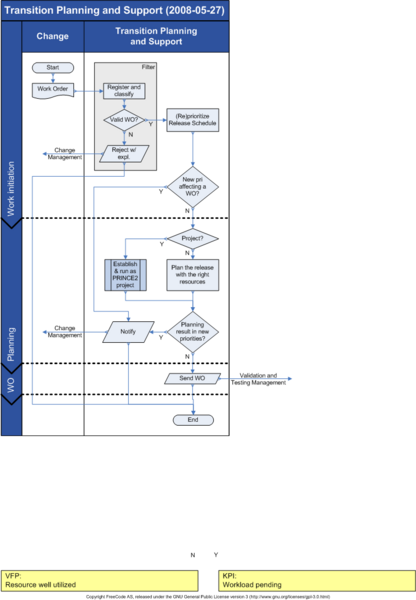 Transition Planning and Support (2008-05-27)
Change
Transition Planning
and Support
Start
Filter
Work Order
Register and
classify
Valid WO?
Y
(Re)prioritize
Release Schedule
N
Change
Management
Reject w/
expl.
Work Initiation
New pri
affecting a
WO?
Y
N
Project?
Y
N
Establish
& run as
PRINCE2
project
Plan the release
with the right
resources
Planning
Change
Management
Notify
Y
Planning
result in new
priorities?
N
WO
Send WO
Validation and
Testing Management
End
N Y
VFP:
Resource well utilized
KPI:
Workload pending
Copyright FreeCode AS, released under the GNU General Public License version 3 (http://www.gnu.org/licenses/gpl-3.0.html)